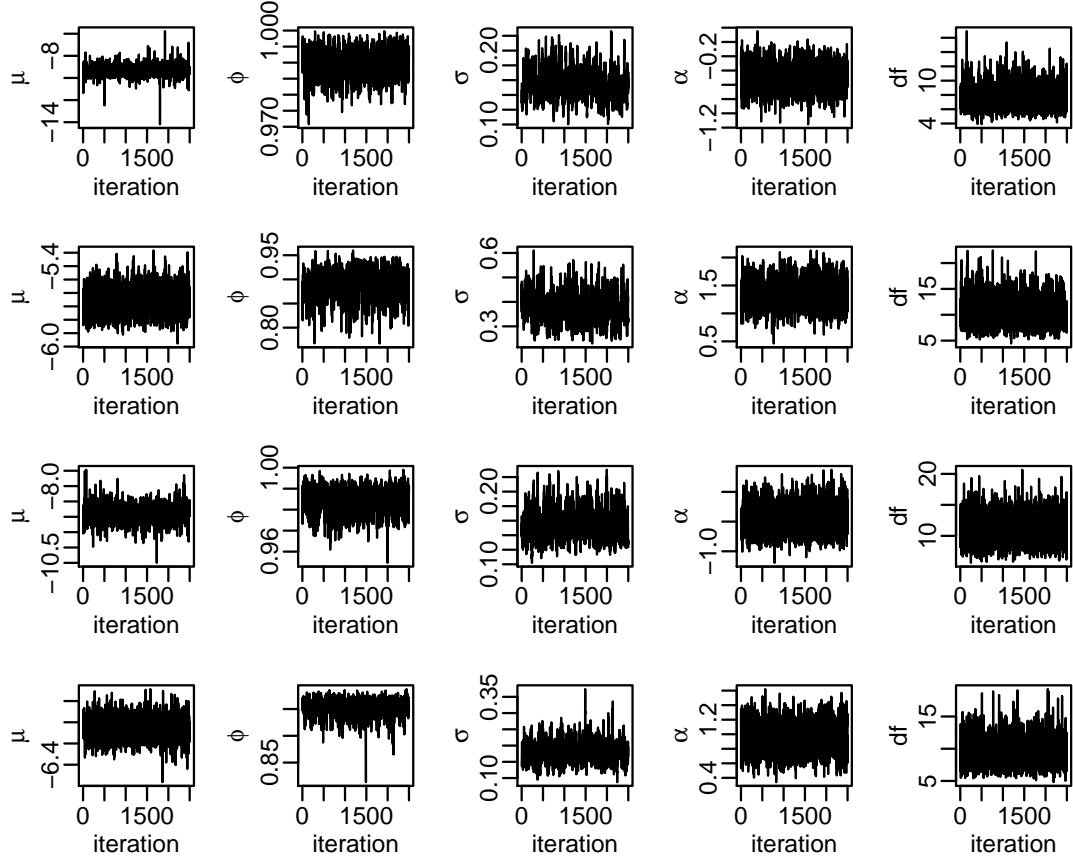 μ -14 -8 0 1500 iteration
ϕ 0.970 1.000 0 1500 iteration
σ 0.10 0.20 0 1500 iteration
α -1.2 -0.2 0 1500 iteration
df 4 10 0 1500 iteration
μ -6.0 -5.4 0 1500 iteration
ϕ 0.80 0.95 0 1500 iteration
σ 0.3 0.6 0 1500 iteration
α 0.5 1.5 0 1500 iteration
df 5 15 0 1500 iteration
μ -10.5 -8.0 0 1500 iteration
ϕ 0.96 1.00 0 1500 iteration
σ 0.10 0.20 0 1500 iteration
α -1.0 0 1500 iteration
df 10 20 0 1500 iteration
μ -6.4 0 1500 iteration
ϕ 0.85 0 1500 iteration
σ 0.10 0.35 0 1500 iteration
α 0.4 1.2 0 1500 iteration
df 5 15 0 1500 iteration